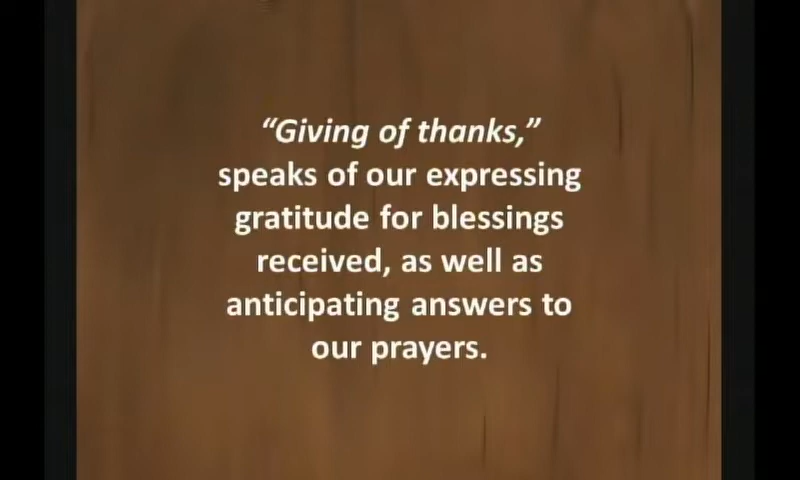 “Giving of thanks,”
speaks of our expressing
gratitude for blessings
received, as well as
anticipating answers to
our prayers.